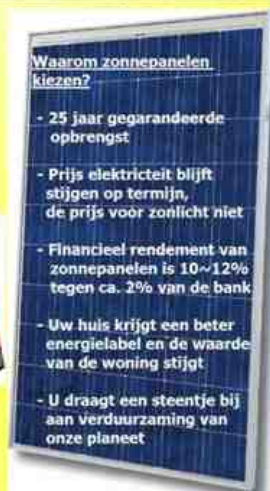 Waarom zonnepanelen
kiezen?
- 25 jaar gegarandeerde
opbrengst
- Prijs elektricteit blijft
stijgen op termijn,
de prijs voor zonlicht niet
- Financieel rendement van
zonnepanelen is 10~12%
tegen ca. 2% van de bank
- Uw huis krijgt een beter
energielabel en de waarde
van de woning stijgt
- U draagt een steentje bij
aan verduurzaming van
onze planeet